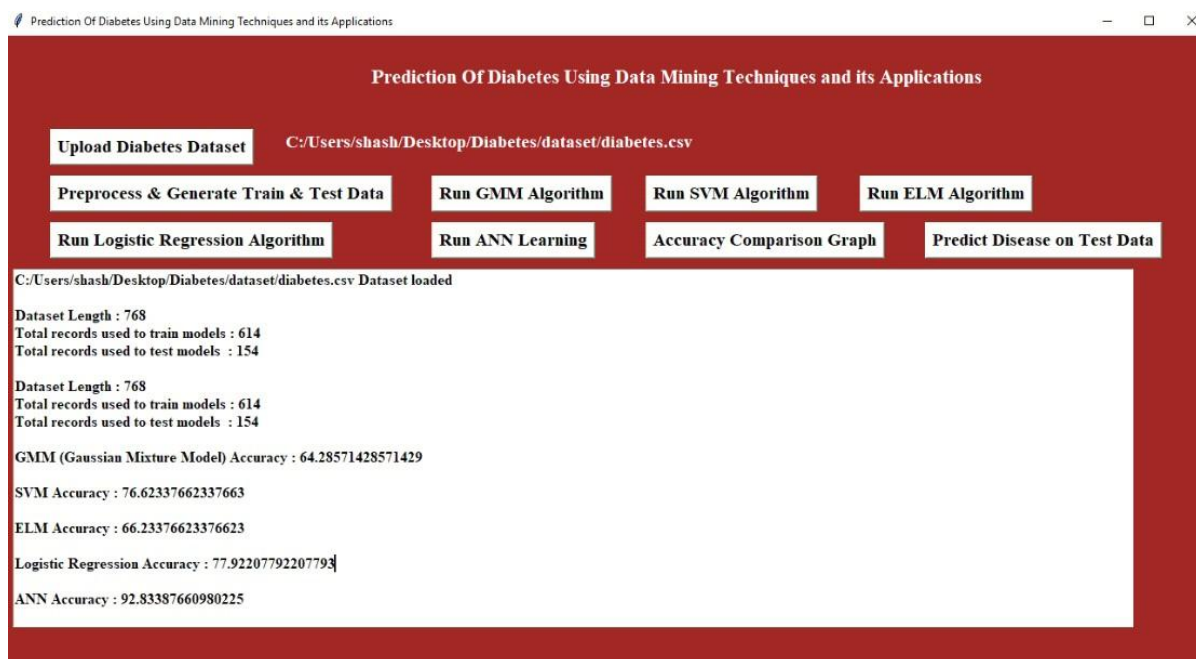 Prediction Of Diabetes Using Data Mining Techniques and its Applications
Prediction Of Diabetes Using Data Mining Techniques and its Applications
Upload Diabetes Dataset
C:/Users/shash/Desktop/Diabetes/dataset/diabetes.csv
Preprocess & Generate Train & Test Data
Run GMM Algorithm
Run SVM Algorithm
Run ELM Algorithm
Run Logistic Regression Algorithm
Run ANN Learning
Accuracy Comparison Graph
Predict Disease on Test Data
C:/Users/shash/Desktop/Diabetes/dataset/diabetes.csv Dataset loaded
Dataset Length : 768
Total records used to train models : 614
Total records used to test models : 154
Dataset Length : 768
Total records used to train models : 614
Total records used to test models : 154
GMM (Gaussian Mixture Model) Accuracy : 64.28571428571429
SVM Accuracy : 76.62337662337663
ELM Accuracy : 66.23376623376623
Logistic Regression Accuracy : 77.92207792207793
ANN Accuracy : 92.83387660980225